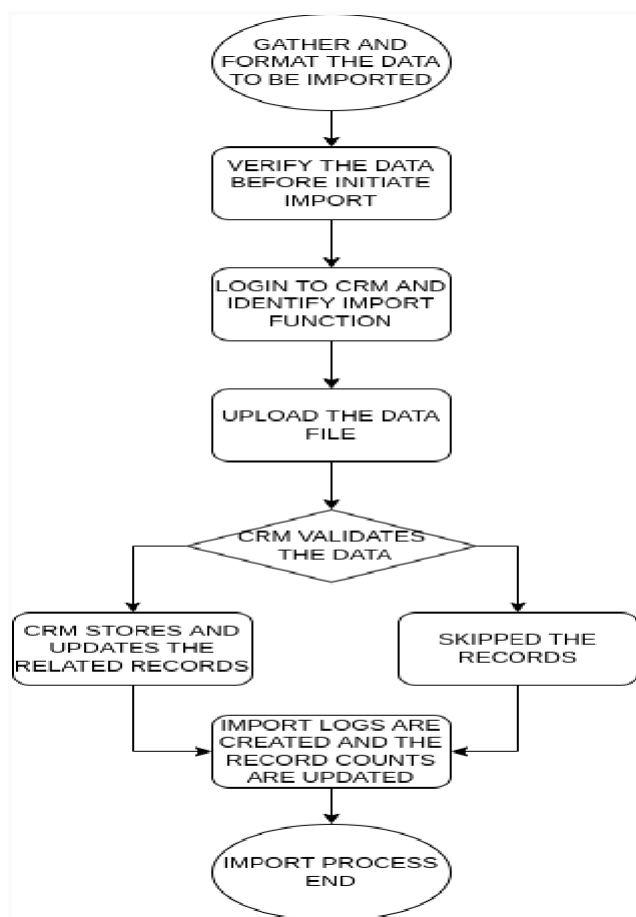 GATHER AND
FORMAT THE DATA
TO BE IMPORTED
VERIFY THE DATA
BEFORE INITIATE
IMPORT
LOGIN TO CRM AND
IDENTIFY IMPORT
FUNCTION
UPLOAD THE DATA
FILE
CRM VALIDATES
THE DATA
CRM STORES AND
UPDATES THE
RELATED RECORDS
SKIPPED THE
RECORDS
IMPORT LOGS ARE
CREATED AND THE
RECORD COUNTS
ARE UPDATED
IMPORT PROCESS
END